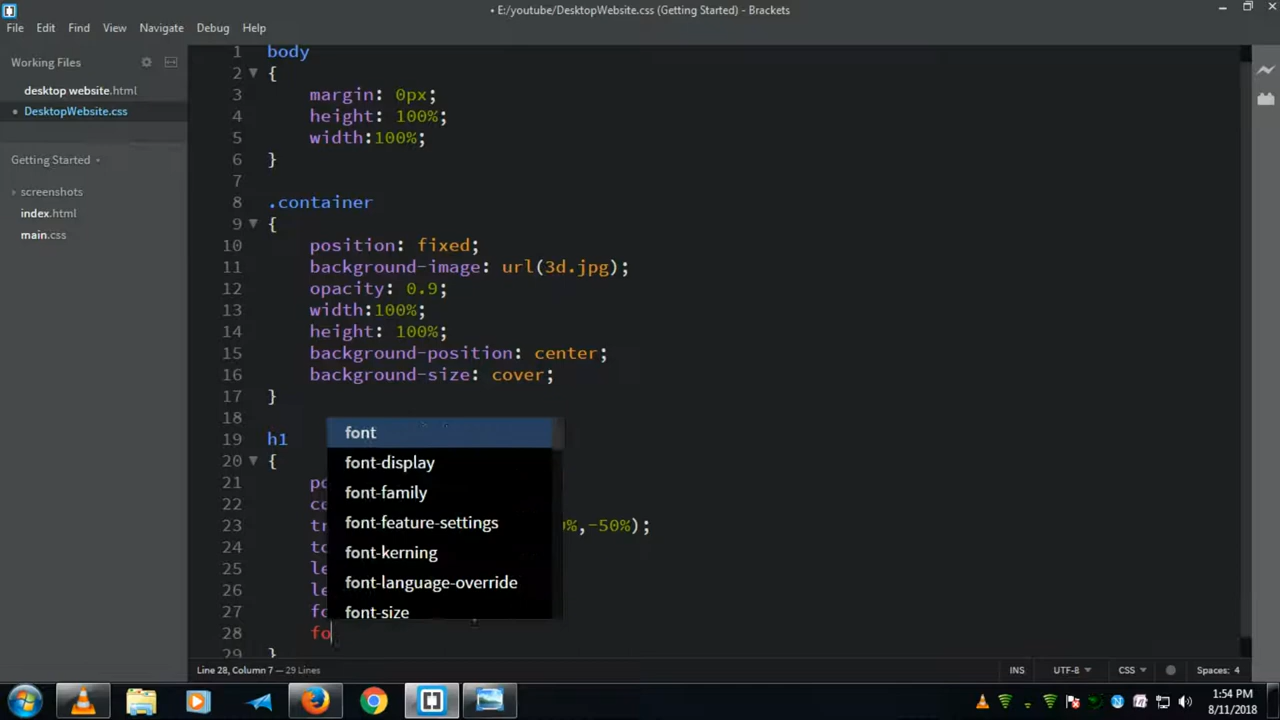 • E:/youtube/DesktopWebsite.css (Getting Started) - Brackets
File Edit Find View Navigate Debug Help
Working Files
desktop website.html
• DesktopWebsite.css
Getting Started
screenshots
index.html
main.css
1 body
2 {
3 margin: 0px;
4 height: 100%;
5 width:100%;
6 }
7
8 .container
9 {
10 position: fixed;
11 background-image: url(3d.jpg);
12 opacity: 0.9;
13 width:100%;
14 height: 100%;
15 background-position: center;
16 background-size: cover;
17 }
18
19 h1
20 {
21
22
23 %,-50%);
24
25
26
27
28 fo
29 }
font
font-display
font-family
font-feature-settings
font-kerning
font-language-override
font-size
Line 28, Column 7 — 29 Lines
INS UTF-8 CSS Spaces: 4
1:54 PM
8/11/2018